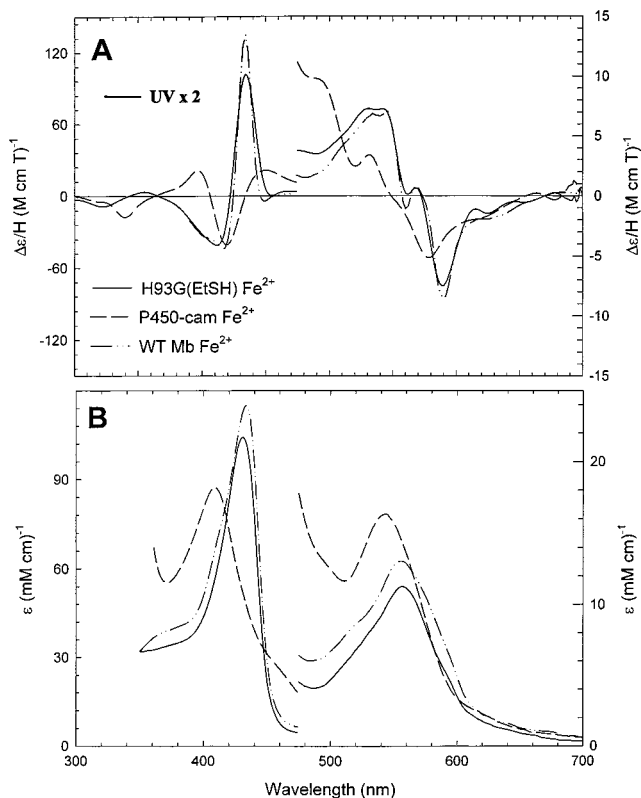 A
UV x 2
120
60
0
-60
-120
Δε/H (M cm T)⁻¹
15
10
5
0
-5
-10
-15
Δε/H (M cm T)⁻¹
H93G(EtSH) Fe²⁺
P450-cam Fe²⁺
WT Mb Fe²⁺
B
90
60
30
0
ε (mM cm)⁻¹
20
10
0
ε (mM cm)⁻¹
300 400 500 600 700
Wavelength (nm)